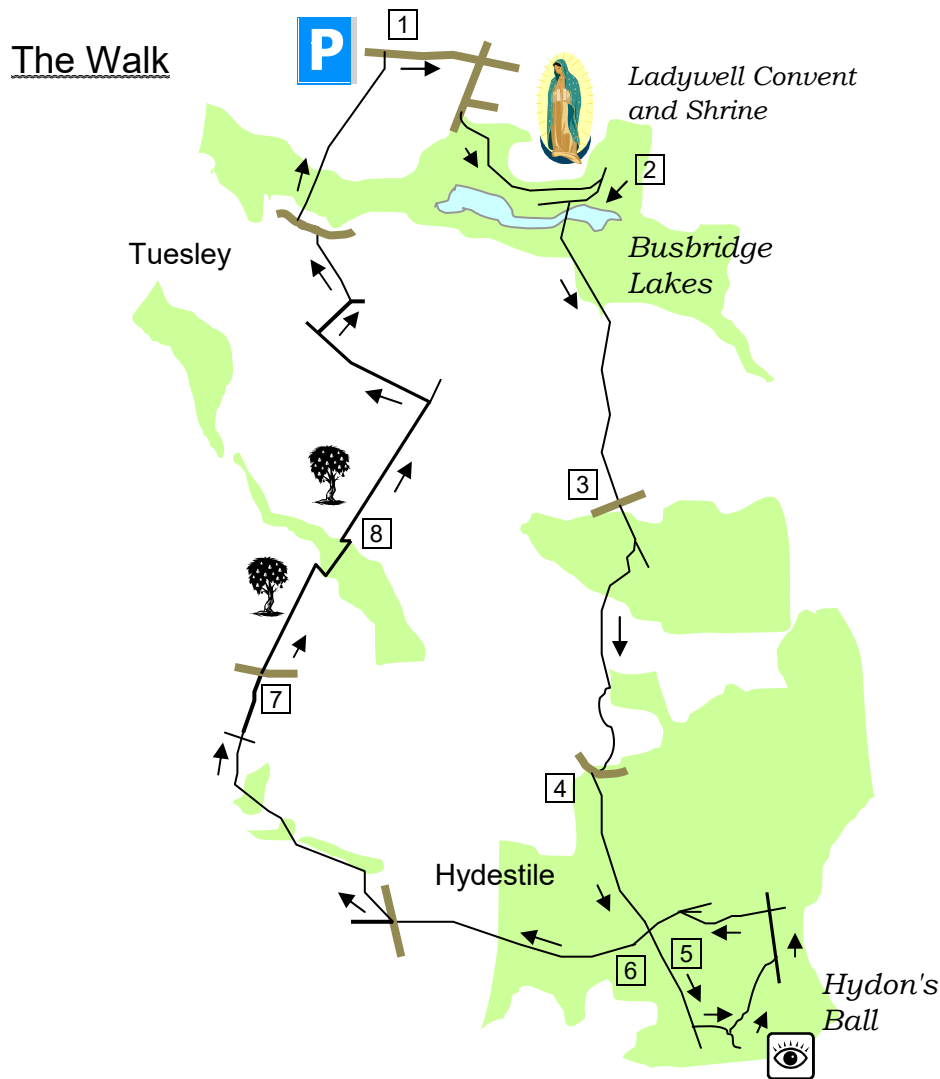 The Walk
P
1
Ladywell Convent
and Shrine
2
Tuesley
Busbridge
Lakes
3
8
7
4
Hydestile
5
6
Hydon's
Ball